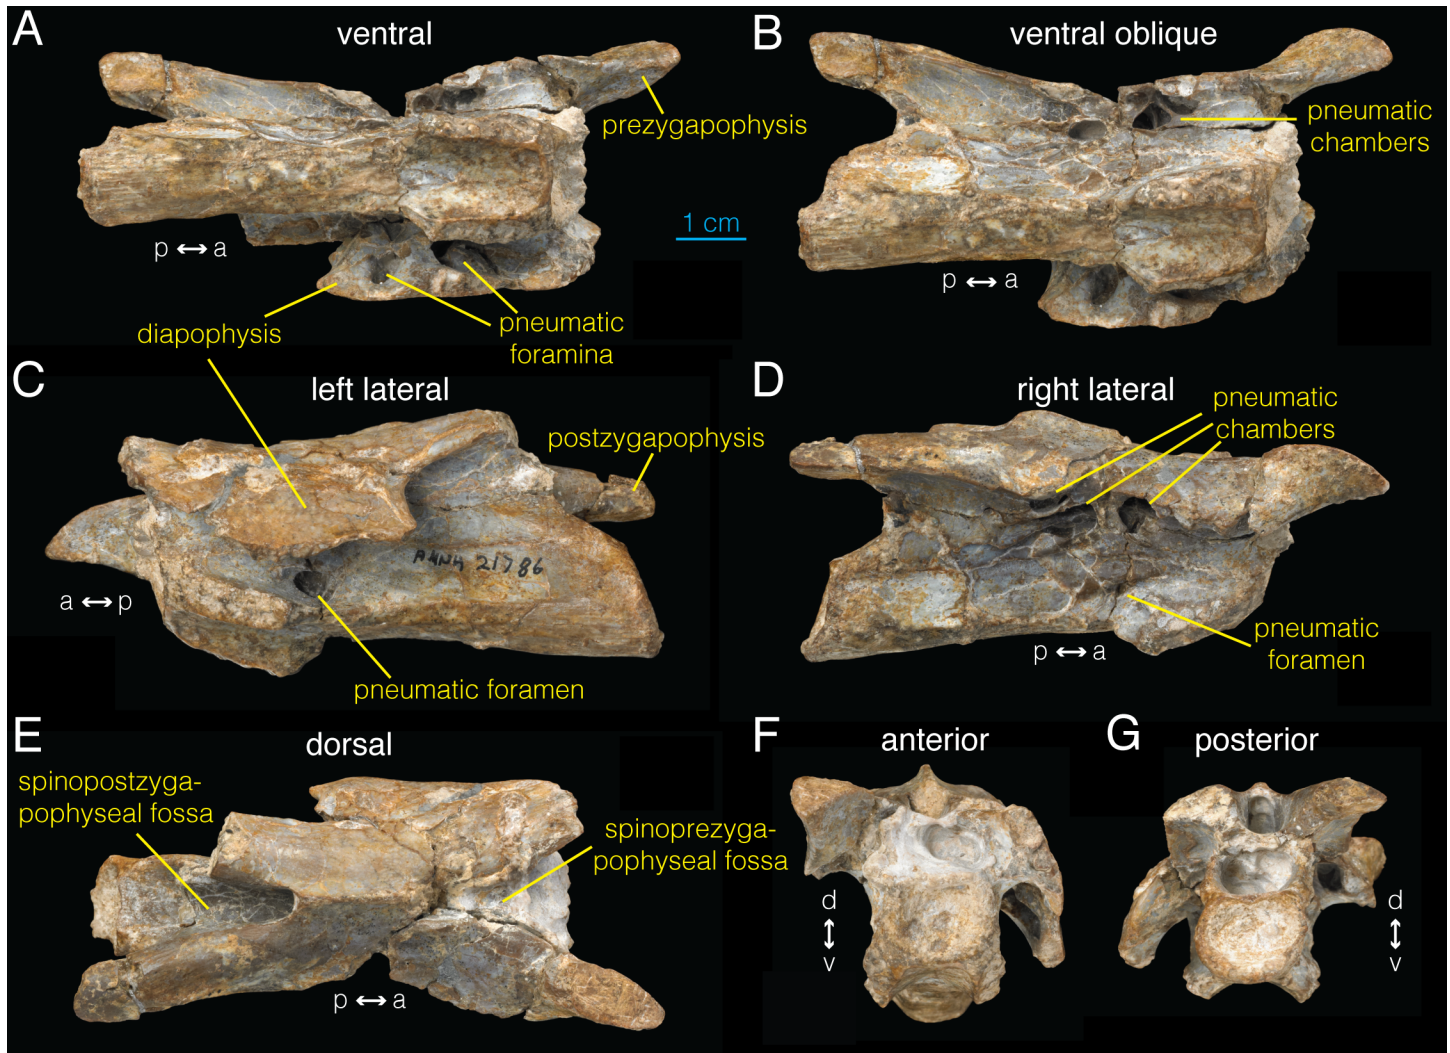 A
ventral
prezygapophysis
1 cm
p ↔ a
diapophysis
pneumatic
foramina
B
ventral oblique
pneumatic
chambers
p ↔ a
C
left lateral
postzygapophysis
AMNH 21786
a ↔ p
pneumatic foramen
D
right lateral
pneumatic
chambers
pneumatic
foramen
p ↔ a
E
dorsal
spinopostzyga-
pophyseal fossa
spinoprezyga-
pophyseal fossa
p ↔ a
F
anterior
d
↕
v
G
posterior
d
↕
v